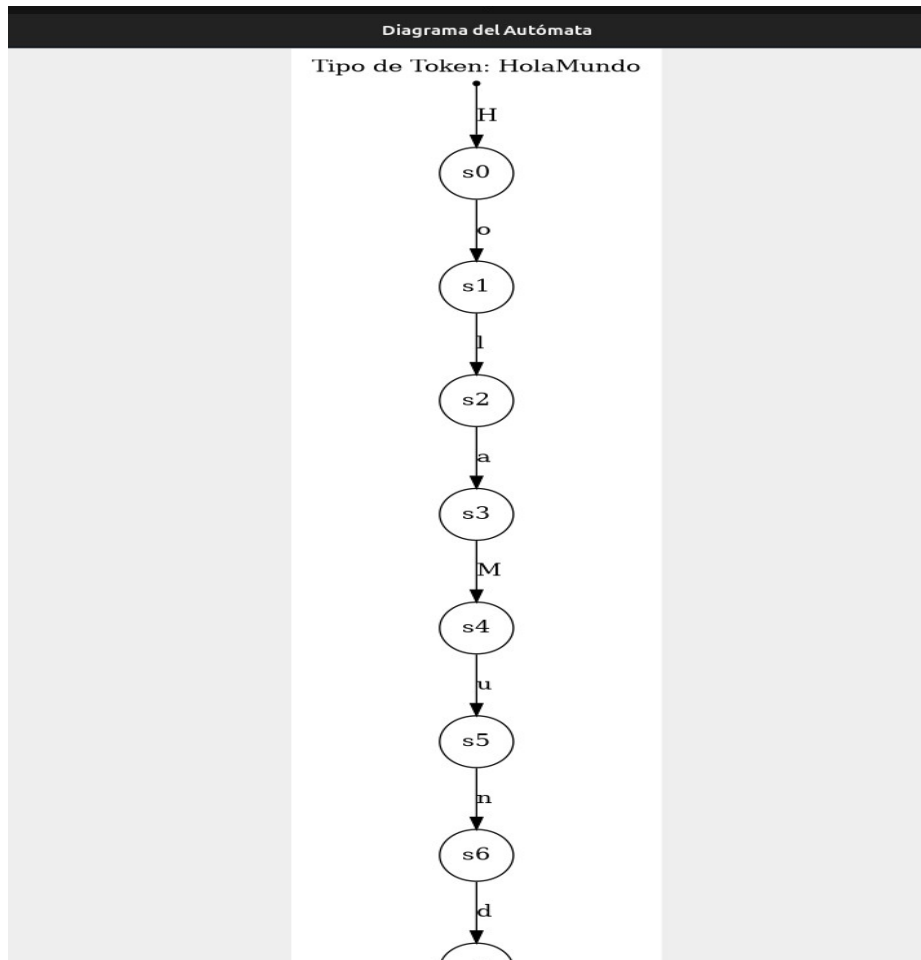 Diagrama del Autómata
Tipo de Token: HolaMundo
H
s0
o
s1
l
s2
a
s3
M
s4
u
s5
n
s6
d